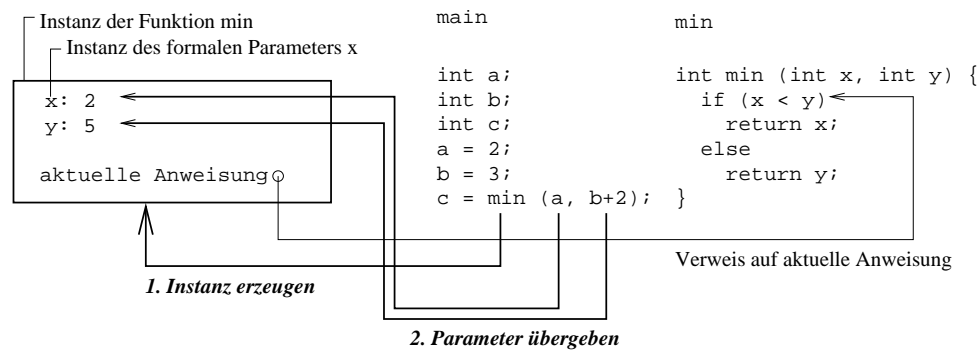 Instanz der Funktion min
Instanz des formalen Parameters x
x: 2
y: 5
aktuelle Anweisung
1. Instanz erzeugen
main
int a;
int b;
int c;
a = 2;
b = 3;
c = min (a, b+2);
2. Parameter übergeben
min
int min (int x, int y) {
if (x < y)
return x;
else
return y;
}
Verweis auf aktuelle Anweisung